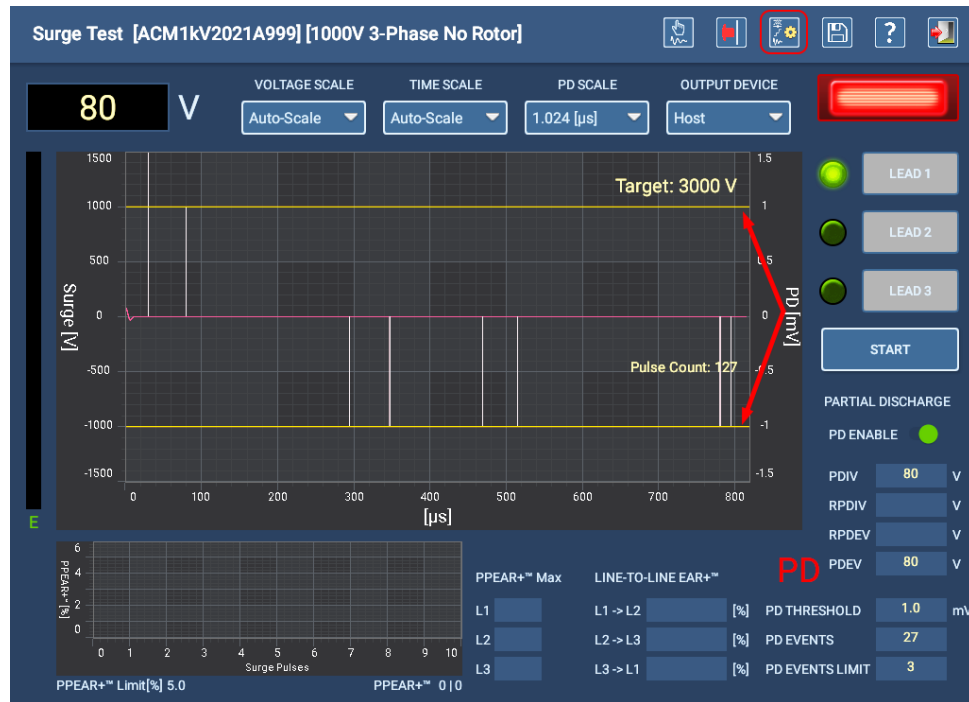 Surge Test [ACM1kV2021A999] [1000V 3-Phase No Rotor]
?
VOLTAGE SCALE TIME SCALE PD SCALE OUTPUT DEVICE
80 V Auto-Scale Auto-Scale 1.024 [µs] Host
1500 1.5
Target: 3000 V
LEAD 1
1000 1
LEAD 2
500 0.5
LEAD 3
Surge [V]
0 0
PD [mV]
START
Pulse Count: 127
-500 -0.5
PARTIAL DISCHARGE
-1000 -1
PD ENABLE
-1500 -1.5
PDIV 80 V
0 100 200 300 400 500 600 700 800
[µs]
RPDIV V
E
RPDEV V
PD
PDEV 80 V
6
4
2
0
PPEAR+™ [%]
0 1 2 3 4 5 6 7 8 9 10
Surge Pulses
PPEAR+™ Limit[%] 5.0 PPEAR+™ 0|0
PPEAR+™ Max LINE-TO-LINE EAR+™
L1 L1 -> L2 [%] PD THRESHOLD 1.0 mV
L2 L2 -> L3 [%] PD EVENTS 27
L3 L3 -> L1 [%] PD EVENTS LIMIT 3